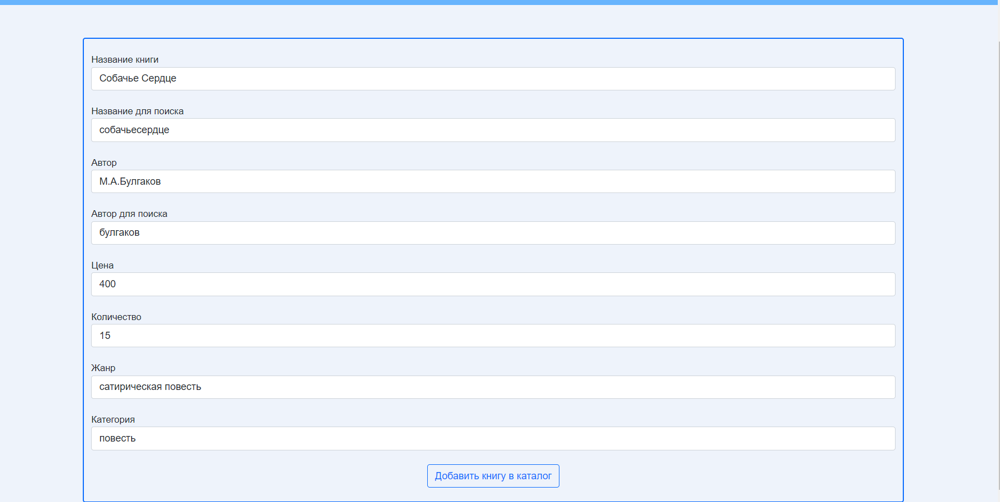 Название книги
Собачье Сердце
Название для поиска
собачьесердце
Автор
М.А.Булгаков
Автор для поиска
булгаков
Цена
400
Количество
15
Жанр
сатирическая повесть
Категория
повесть
Добавить книгу в каталог